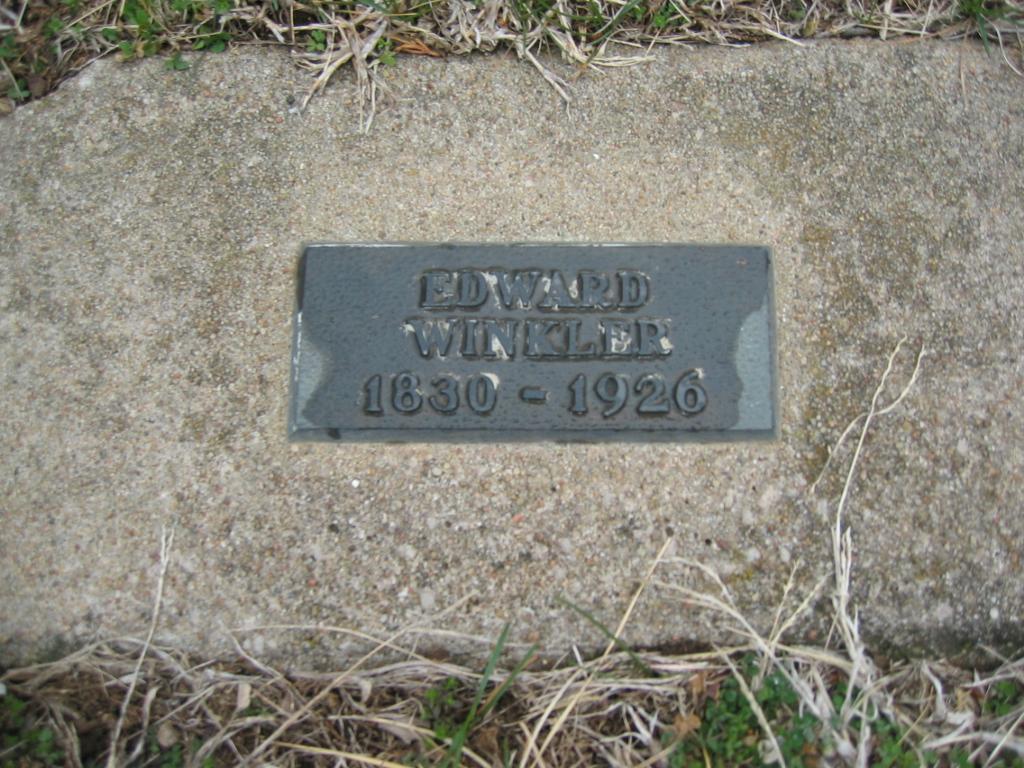 EDWARD
WINKLER
1830 - 1926